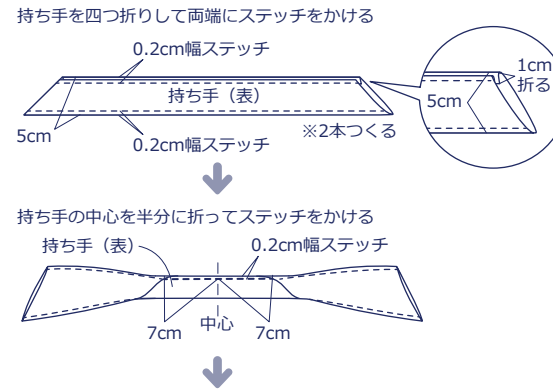 持ち手を四つ折りして両端にステッチをかける
0.2cm幅ステッチ
持ち手（表）
5cm
0.2cm幅ステッチ
※2本つくる
1cm
折る
5cm
持ち手の中心を半分に折ってステッチをかける
持ち手（表）
0.2cm幅ステッチ
7cm
中心
7cm